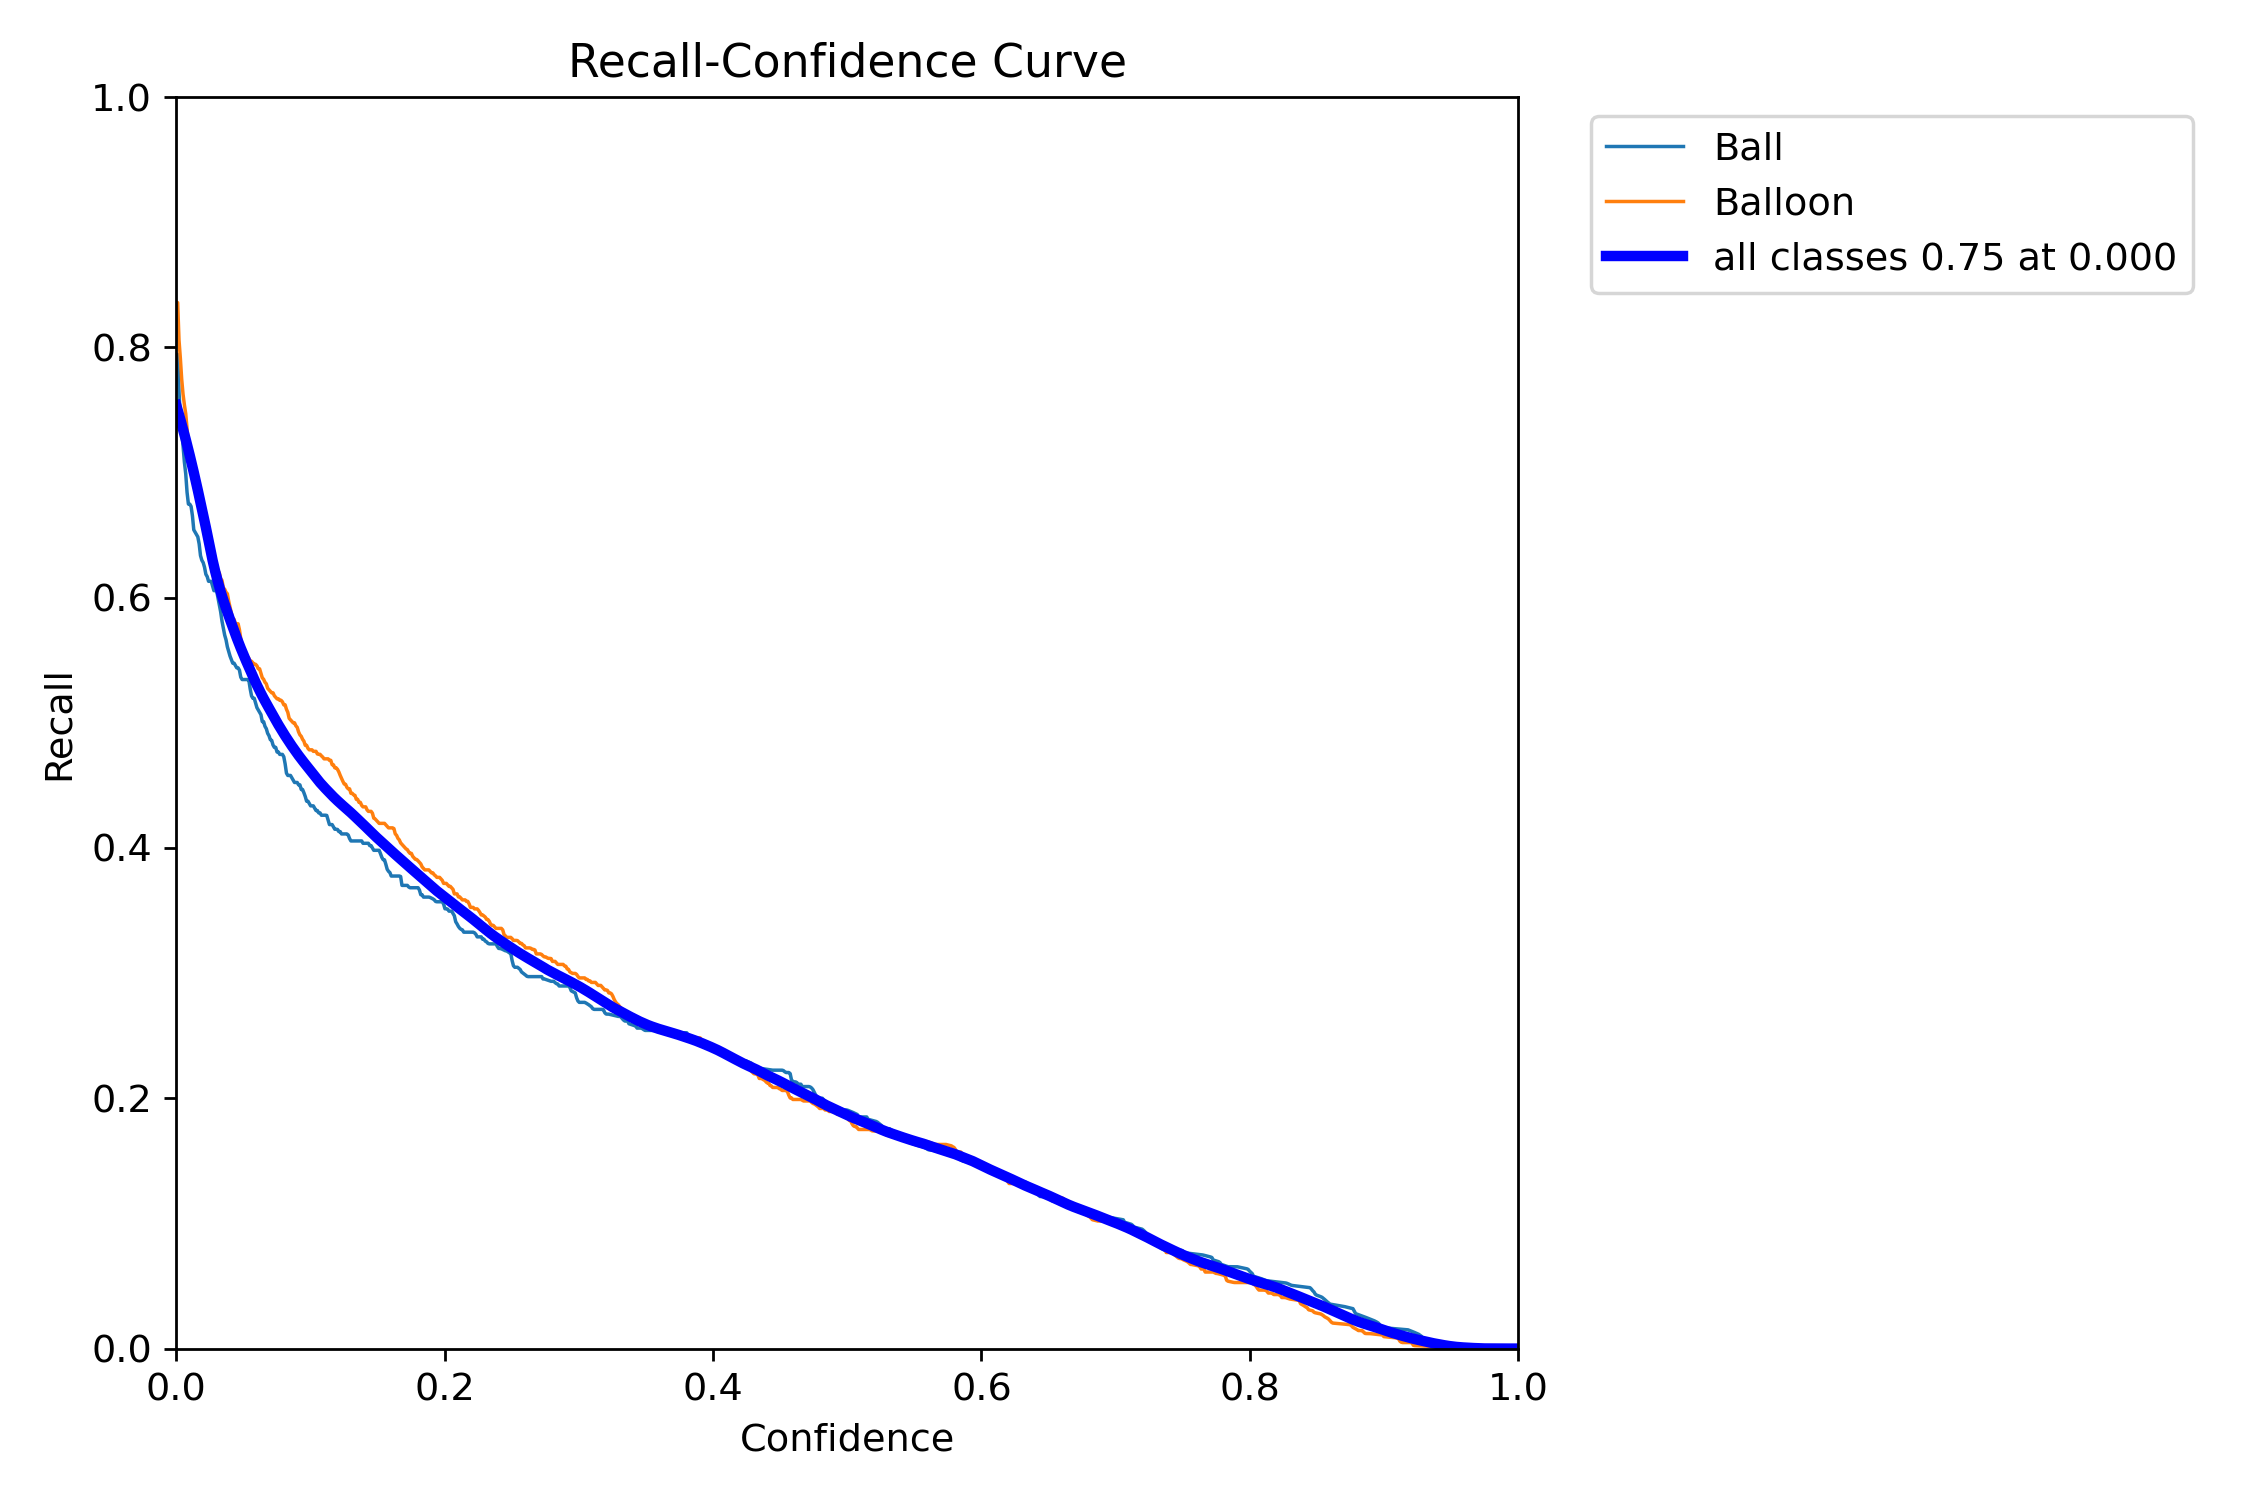 Recall-Confidence Curve
1.0
0.8
0.6
0.4
0.2
0.0
Recall
0.0 0.2 0.4 0.6 0.8 1.0
Confidence
Ball
Balloon
all classes 0.75 at 0.000